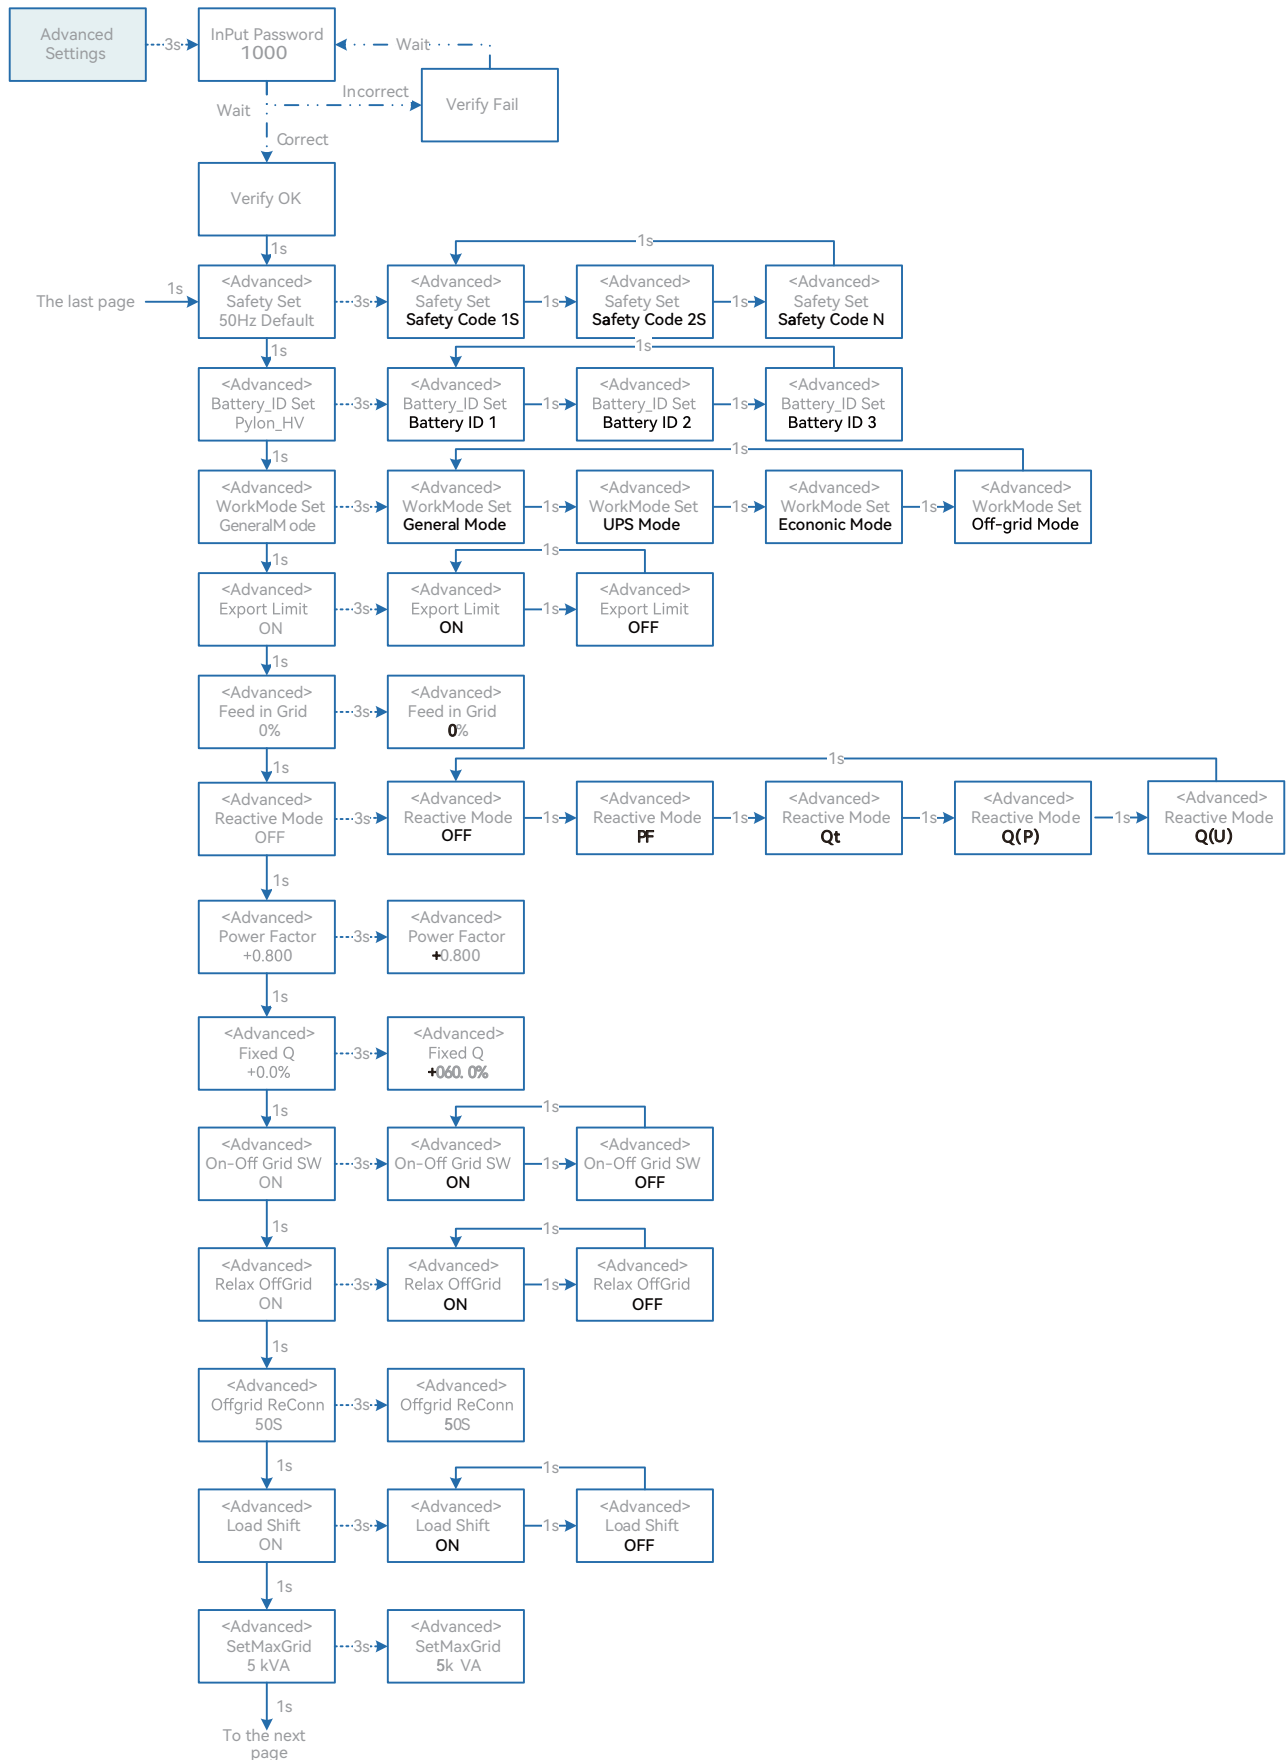 Advanced
Settings
3s
InPut Password
1000
Wait
Incorrect
Verify Fail
Wait
Correct
Verify OK
1s
1s
The last page
1s
<Advanced>
Safety Set
50Hz Default
3s
<Advanced>
Safety Set
Safety Code 1S
1s
<Advanced>
Safety Set
Safety Code 2S
1s
<Advanced>
Safety Set
Safety Code N
1s
1s
<Advanced>
Battery_ID Set
Pylon_HV
3s
<Advanced>
Battery_ID Set
Battery ID 1
1s
<Advanced>
Battery_ID Set
Battery ID 2
1s
<Advanced>
Battery_ID Set
Battery ID 3
1s
1s
<Advanced>
WorkMode Set
GeneralMode
3s
<Advanced>
WorkMode Set
General Mode
1s
<Advanced>
WorkMode Set
UPS Mode
1s
<Advanced>
WorkMode Set
Econonic Mode
1s
<Advanced>
WorkMode Set
Off-grid Mode
1s
1s
<Advanced>
Export Limit
ON
3s
<Advanced>
Export Limit
ON
1s
<Advanced>
Export Limit
OFF
1s
<Advanced>
Feed in Grid
0%
3s
<Advanced>
Feed in Grid
0%
1s
1s
<Advanced>
Reactive Mode
OFF
3s
<Advanced>
Reactive Mode
OFF
1s
<Advanced>
Reactive Mode
PF
1s
<Advanced>
Reactive Mode
Qt
1s
<Advanced>
Reactive Mode
Q(P)
1s
<Advanced>
Reactive Mode
Q(U)
1s
<Advanced>
Power Factor
+0.800
3s
<Advanced>
Power Factor
+0.800
1s
<Advanced>
Fixed Q
+0.0%
3s
<Advanced>
Fixed Q
+060. 0%
1s
1s
<Advanced>
On-Off Grid SW
ON
3s
<Advanced>
On-Off Grid SW
ON
1s
<Advanced>
On-Off Grid SW
OFF
1s
1s
<Advanced>
Relax OffGrid
ON
3s
<Advanced>
Relax OffGrid
ON
1s
<Advanced>
Relax OffGrid
OFF
1s
<Advanced>
Offgrid ReConn
50S
3s
<Advanced>
Offgrid ReConn
50S
1s
1s
<Advanced>
Load Shift
ON
3s
<Advanced>
Load Shift
ON
1s
<Advanced>
Load Shift
OFF
1s
<Advanced>
SetMaxGrid
5 kVA
3s
<Advanced>
SetMaxGrid
5k VA
1s
To the next
page